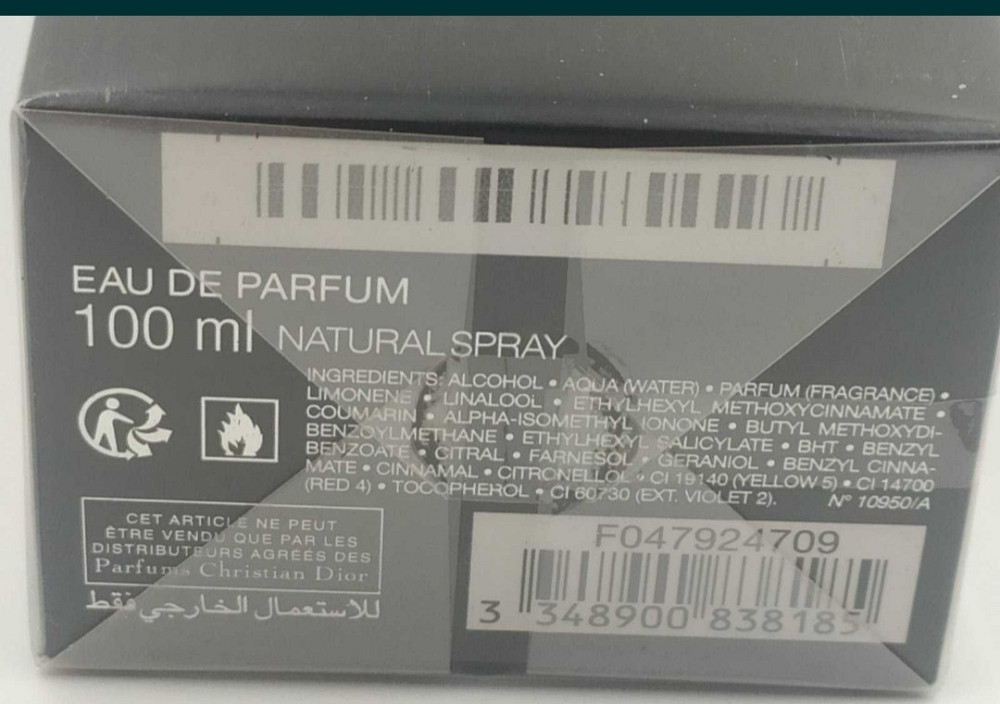 EAU DE PARFUM
100 ml NATURAL SPRAY
INGREDIENTS: ALCOHOL • AQUA (WATER) • PARFUM (FRAGRANCE) •
LIMONENE • LINALOOL • ETHYLHEXYL METHOXYCINNAMATE •
COUMARIN • ALPHA-ISOMETHYL IONONE • BUTYL METHOXYDI-
BENZOYLMETHANE • ETHYLHEXYL SALICYLATE • BHT • BENZYL
BENZOATE • CITRAL • FARNESOL • GERANIOL • BENZYL CINNA-
MATE • CINNAMAL • CITRONELLOL • CI 19140 (YELLOW 5) • CI 14700
(RED 4) • TOCOPHEROL • CI 60730 (EXT. VIOLET 2). N° 10950/A
CET ARTICLE NE PEUT
ÊTRE VENDU QUE PAR LES
DISTRIBUTEURS AGRÉÉS DES
Parfums Christian Dior
للاستعمال الخارجي فقط
F047924709
3 348900 838185